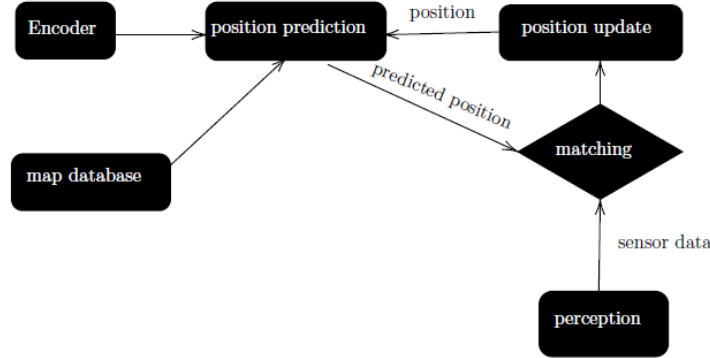 Encoder
position prediction
position
position update
predicted position
map database
matching
sensor data
perception